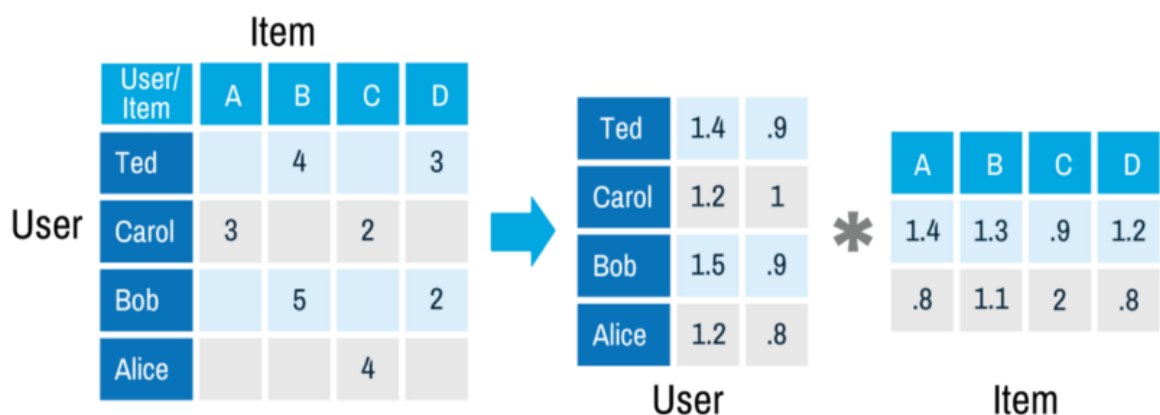 Item
User/
Item A B C D
Ted 4 3
User
Carol 3 2
Bob 5 2
Alice 4
Ted 1.4 .9
Carol 1.2 1
Bob 1.5 .9
Alice 1.2 .8
User
*
A B C D
1.4 1.3 .9 1.2
.8 1.1 2 .8
Item